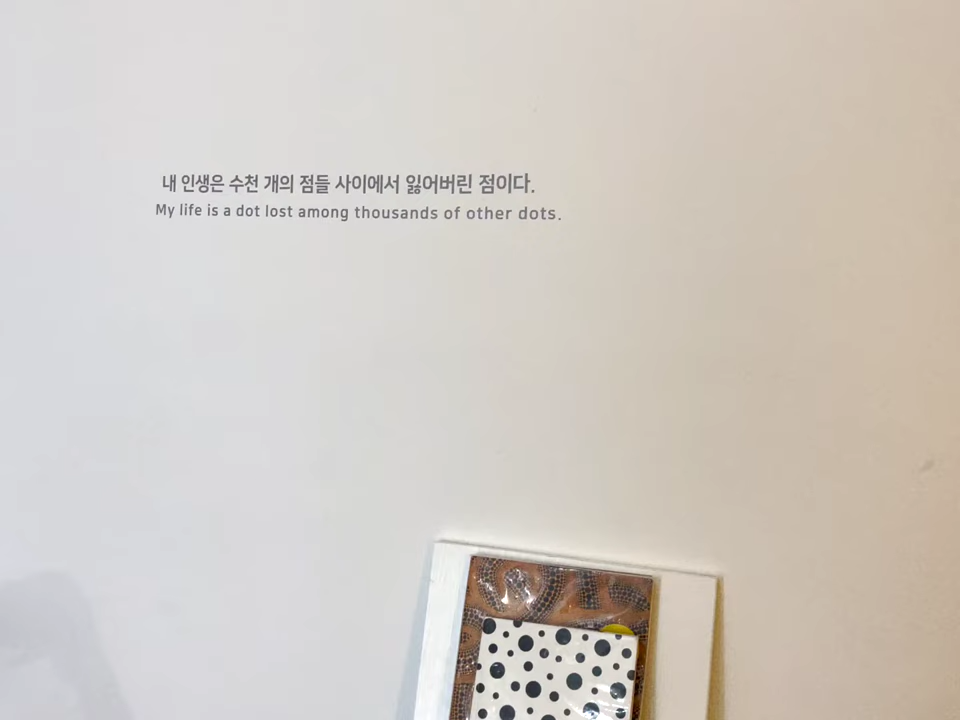 내 인생은 수천 개의 점들 사이에서 잃어버린 점이다.
My life is a dot lost among thousands of other dots.